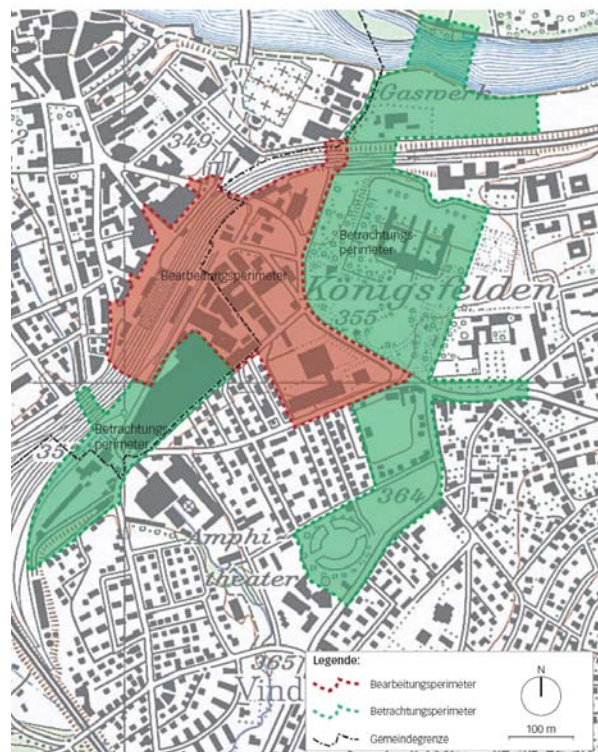 Gaswerk
349
Betrachtungs-
perimeter
Bearbeitungsperimeter
Königsfelden
355
Betrachtungs-
perimeter
35
364
Amphi-
theater
365
Vind
Legende:
Bearbeitungsperimeter
Betrachtungsperimeter
Gemeindegrenze
N
100 m